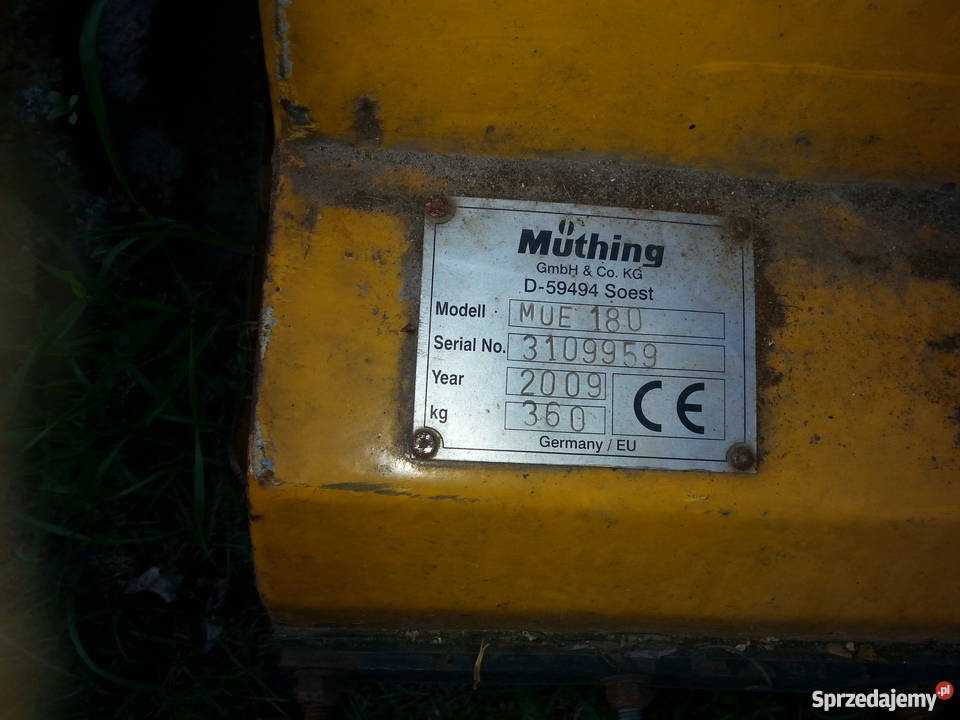 Müthing
GmbH & Co. KG
D-59494 Soest
Modell MUE 180
Serial No. 3109959
Year 2009
kg 360
CE
Germany / EU
Sprzedajemy.pl